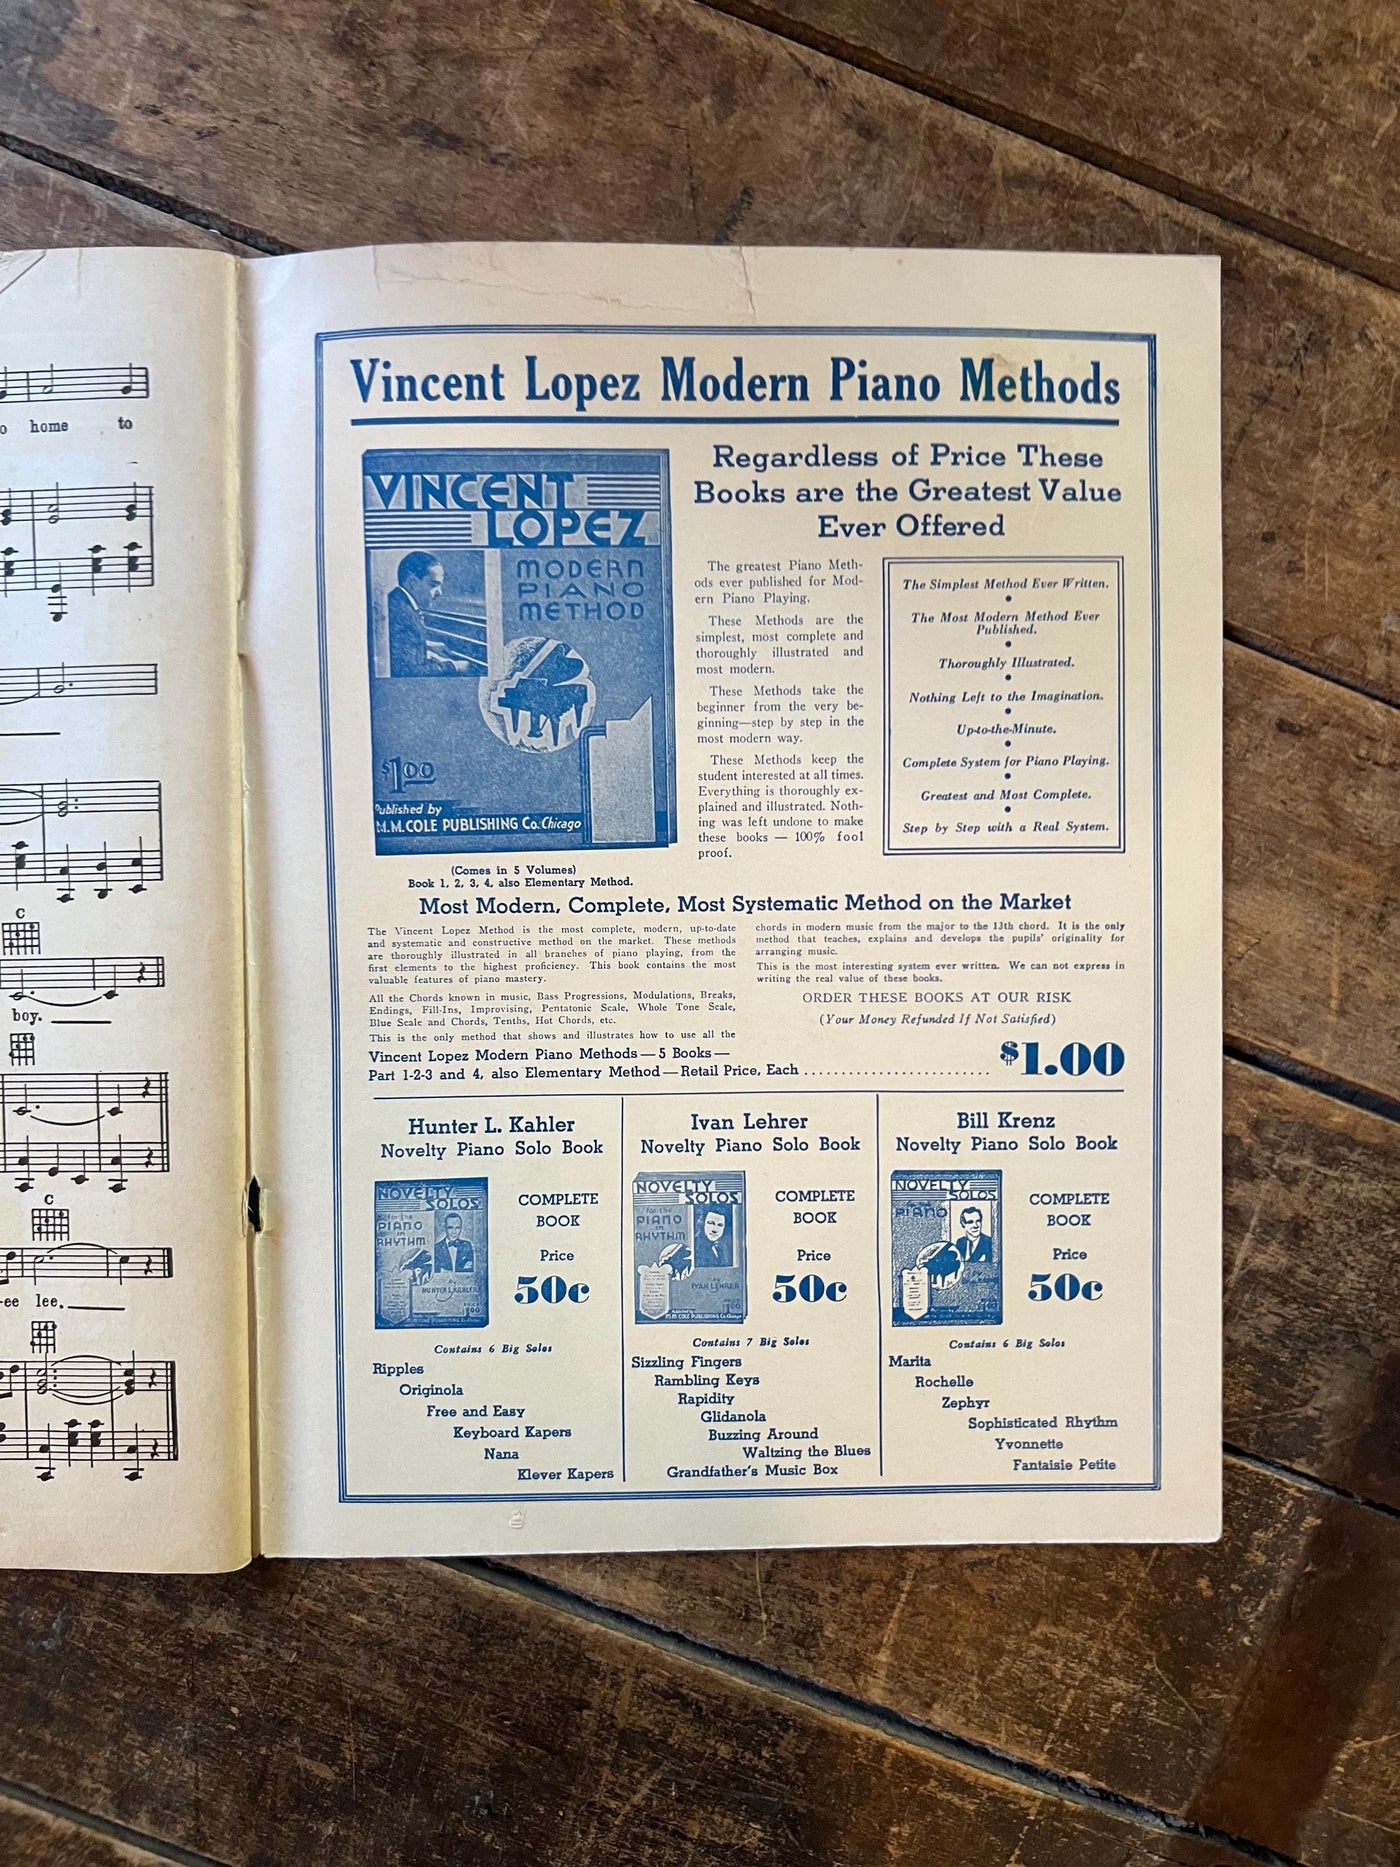 home to
C
boy.
C
-ee lee.
Vincent Lopez Modern Piano Methods
VINCENT
LOPEZ
MODERN
PIANO
METHOD
$1.00
Published by
M.M. COLE PUBLISHING Co. Chicago
(Comes in 5 Volumes)
Book 1, 2, 3, 4, also Elementary Method.
Regardless of Price These
Books are the Greatest Value
Ever Offered
The greatest Piano Meth-
ods ever published for Mod-
ern Piano Playing.
These Methods are the
simplest, most complete and
thoroughly illustrated and
most modern.
These Methods take the
beginner from the very be-
ginning—step by step in the
most modern way.
These Methods keep the
student interested at all times.
Everything is thoroughly ex-
plained and illustrated. Noth-
ing was left undone to make
these books — 100% fool
proof.
The Simplest Method Ever Written.
The Most Modern Method Ever
Published.
Thoroughly Illustrated.
Nothing Left to the Imagination.
Up-to-the-Minute.
Complete System for Piano Playing.
Greatest and Most Complete.
Step by Step with a Real System.
Most Modern, Complete, Most Systematic Method on the Market
The Vincent Lopez Method is the most complete, modern, up-to-date
and systematic and constructive method on the market. These methods
are thoroughly illustrated in all branches of piano playing, from the
first elements to the highest proficiency. This book contains the most
valuable features of piano mastery.
All the Chords known in music, Bass Progressions, Modulations, Breaks,
Endings, Fill-Ins, Improvising, Pentatonic Scale, Whole Tone Scale,
Blue Scale and Chords, Tenths, Hot Chords, etc.
This is the only method that shows and illustrates how to use all the
chords in modern music from the major to the 13th chord. It is the only
method that teaches, explains and develops the pupils' originality for
arranging music.
This is the most interesting system ever written. We can not express in
writing the real value of these books.
ORDER THESE BOOKS AT OUR RISK
(Your Money Refunded If Not Satisfied)
Vincent Lopez Modern Piano Methods — 5 Books —
Part 1-2-3 and 4, also Elementary Method — Retail Price, Each ........................ $1.00
Hunter L. Kahler
Novelty Piano Solo Book
NOVELTY
SOLOS
for the
PIANO
in
RHYTHM
by
HUNTER L. KAHLER
$1.00
M.M. COLE PUBLISHING Co. Chicago
COMPLETE
BOOK
Price
50c
Contains 6 Big Solos
Ripples
Originola
Free and Easy
Keyboard Kapers
Nana
Klever Kapers
Ivan Lehrer
Novelty Piano Solo Book
NOVELTY
SOLOS
for the
PIANO
in
RHYTHM
by
IVAN LEHRER
$1.00
M.M. COLE PUBLISHING Co. Chicago
COMPLETE
BOOK
Price
50c
Contains 7 Big Solos
Sizzling Fingers
Rambling Keys
Rapidity
Glidanola
Buzzing Around
Waltzing the Blues
Grandfather's Music Box
Bill Krenz
Novelty Piano Solo Book
NOVELTY
SOLOS
PIANO
COMPLETE
BOOK
Price
50c
Contains 6 Big Solos
Marita
Rochelle
Zephyr
Sophisticated Rhythm
Yvonnette
Fantaisie Petite